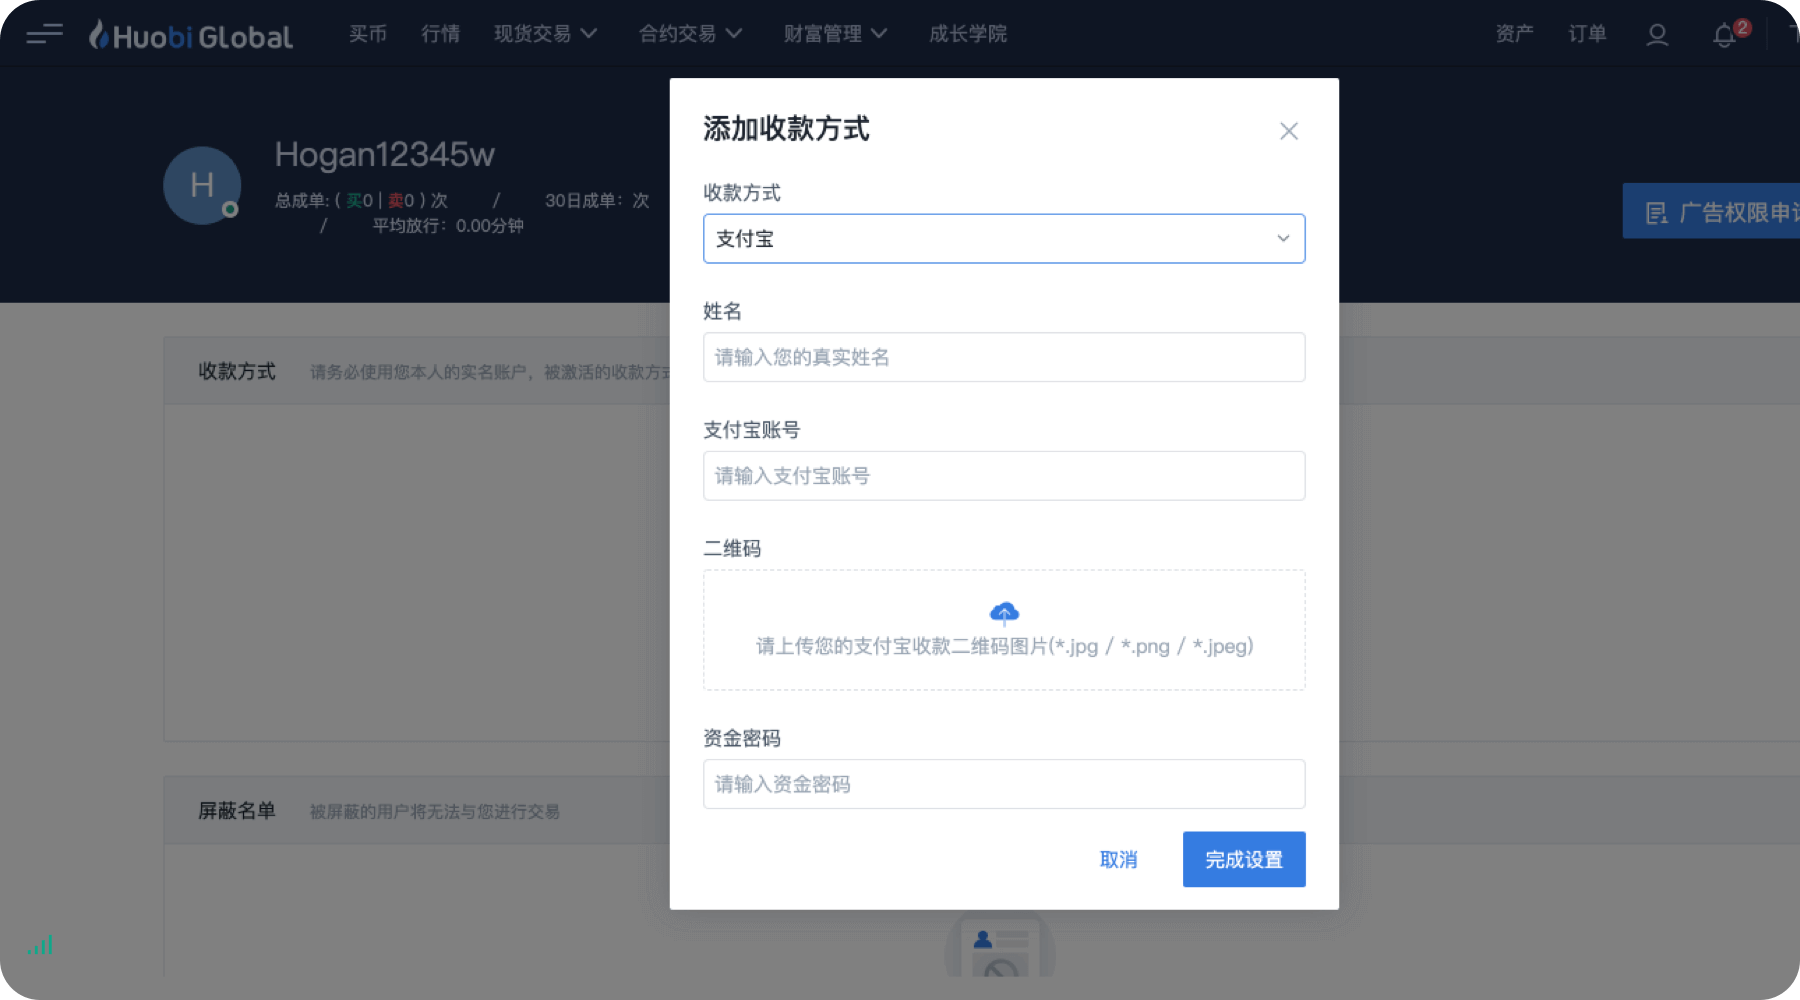 Huobi Global 买币 行情 现货交易 合约交易 财富管理 成长学院 资产 订单 2
Hogan12345w
H
总成单: ( 买0 | 卖0 ) 次 / 30日成单：次
/ 平均放行：0.00分钟
广告权限申
收款方式 请务必使用您本人的实名账户，被激活的收款方式
屏蔽名单 被屏蔽的用户将无法与您进行交易
添加收款方式
收款方式
支付宝
姓名
请输入您的真实姓名
支付宝账号
请输入支付宝账号
二维码
请上传您的支付宝收款二维码图片(*.jpg / *.png / *.jpeg)
资金密码
请输入资金密码
取消 完成设置